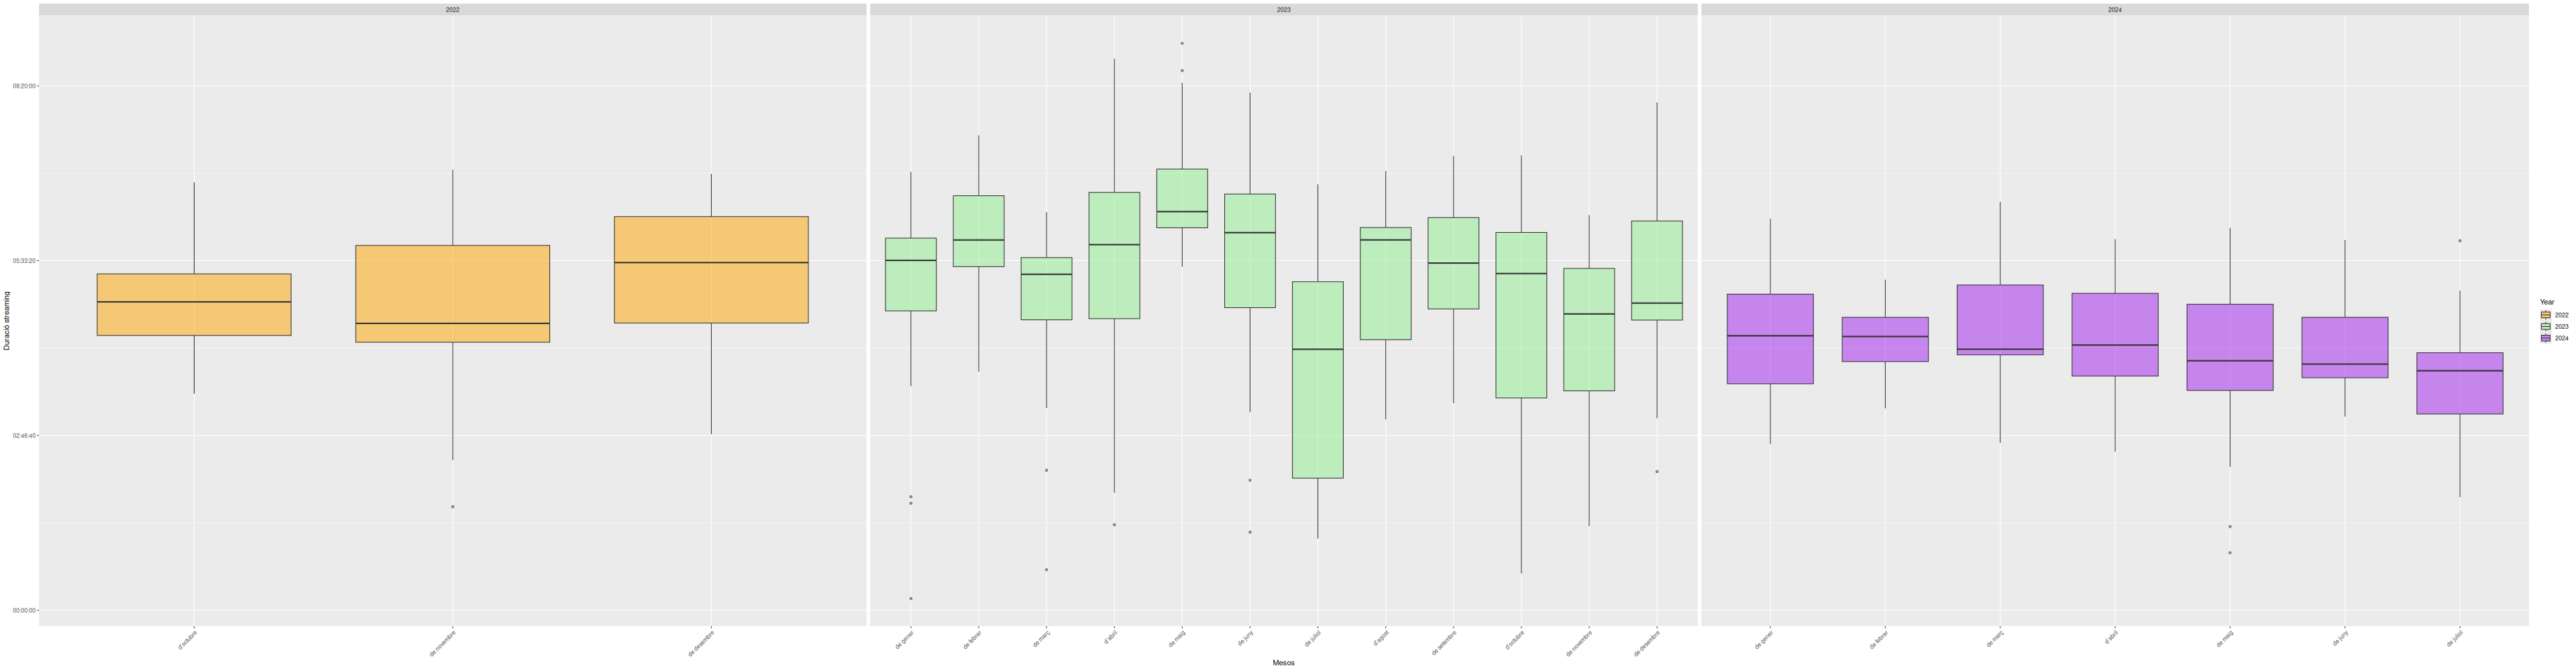 2022
2023
2024
08:20:00
05:33:20
02:46:40
00:00:00
Duració streaming
d'octubre
de novembre
de desembre
de gener
de febrer
de març
d'abril
de maig
de juny
de juliol
d'agost
de setembre
d'octubre
de novembre
de desembre
de gener
de febrer
de març
d'abril
de maig
de juny
de juliol
Mesos
Year
2022
2023
2024